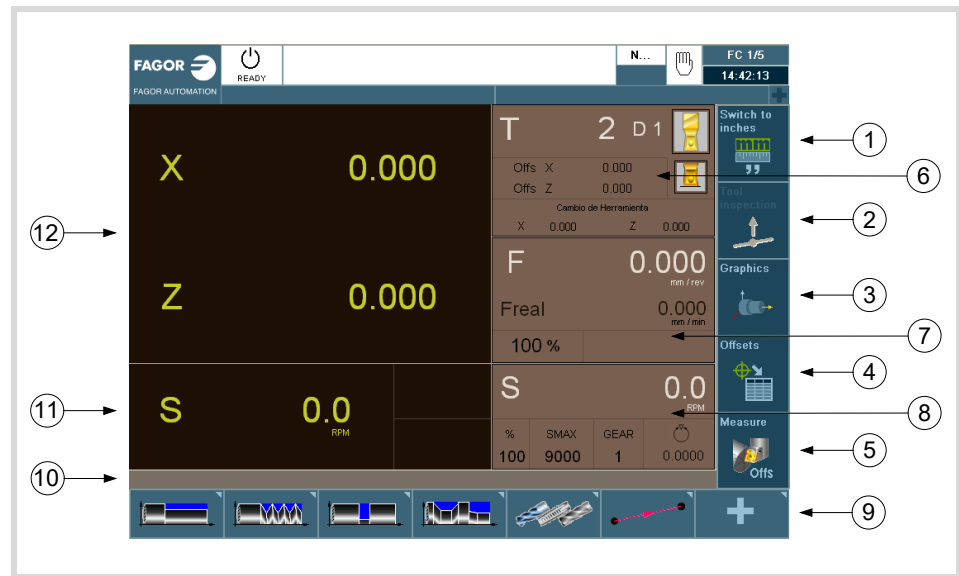 FAGOR
READY
N...
FC 1/5
14:42:13
FAGOR AUTOMATION
X 0.000
Z 0.000
S 0.0
RPM
T 2 D 1
Offs X 0.000
Offs Z 0.000
Cambio de Herramienta
X 0.000 Z 0.000
F 0.000
mm / rev
Freal 0.000
mm / min
100 %
S 0.0
RPM
% SMAX GEAR
100 9000 1 0.0000
Switch to
inches
Tool
inspection
Graphics
Offsets
Measure
Offs
1
2
3
4
5
6
7
8
9
10
11
12